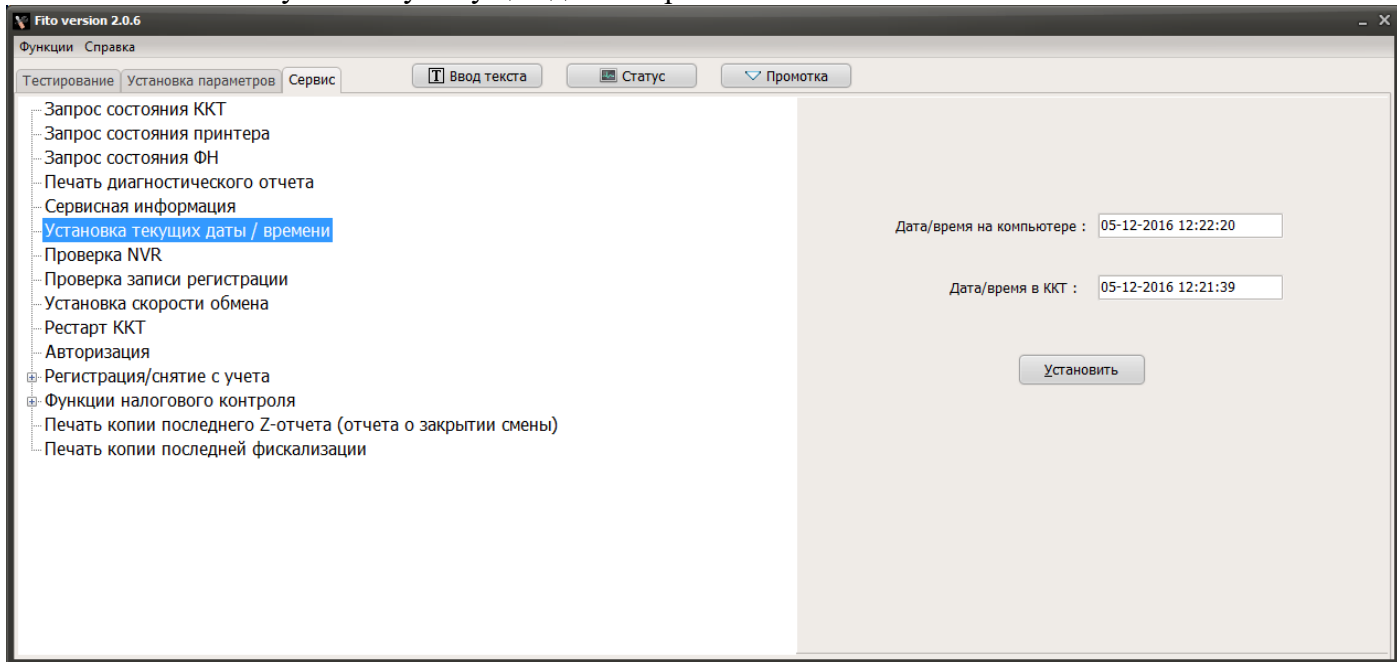 Fito version 2.0.6
Функции Справка
Тестирование Установка параметров Сервис Ввод текста Статус Промотка
Запрос состояния ККТ
Запрос состояния принтера
Запрос состояния ФН
Печать диагностического отчета
Сервисная информация
Установка текущих даты / времени
Дата/время на компьютере : 05-12-2016 12:22:20
Проверка NVR
Проверка записи регистрации
Дата/время в ККТ : 05-12-2016 12:21:39
Установка скорости обмена
Рестарт ККТ
Авторизация
Установить
Регистрация/снятие с учета
Функции налогового контроля
Печать копии последнего Z-отчета (отчета о закрытии смены)
Печать копии последней фискализации